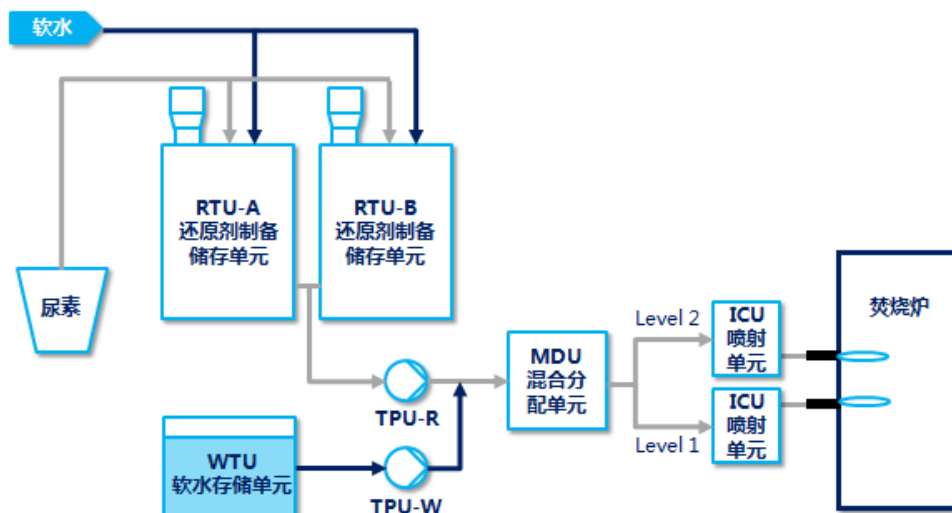 软水
RTU-A
还原剂制备
储存单元
RTU-B
还原剂制备
储存单元
尿素
焚烧炉
Level 2
ICU
喷射
单元
MDU
混合分
配单元
TPU-R
Level 1
ICU
喷射
单元
WTU
软水存储单元
TPU-W